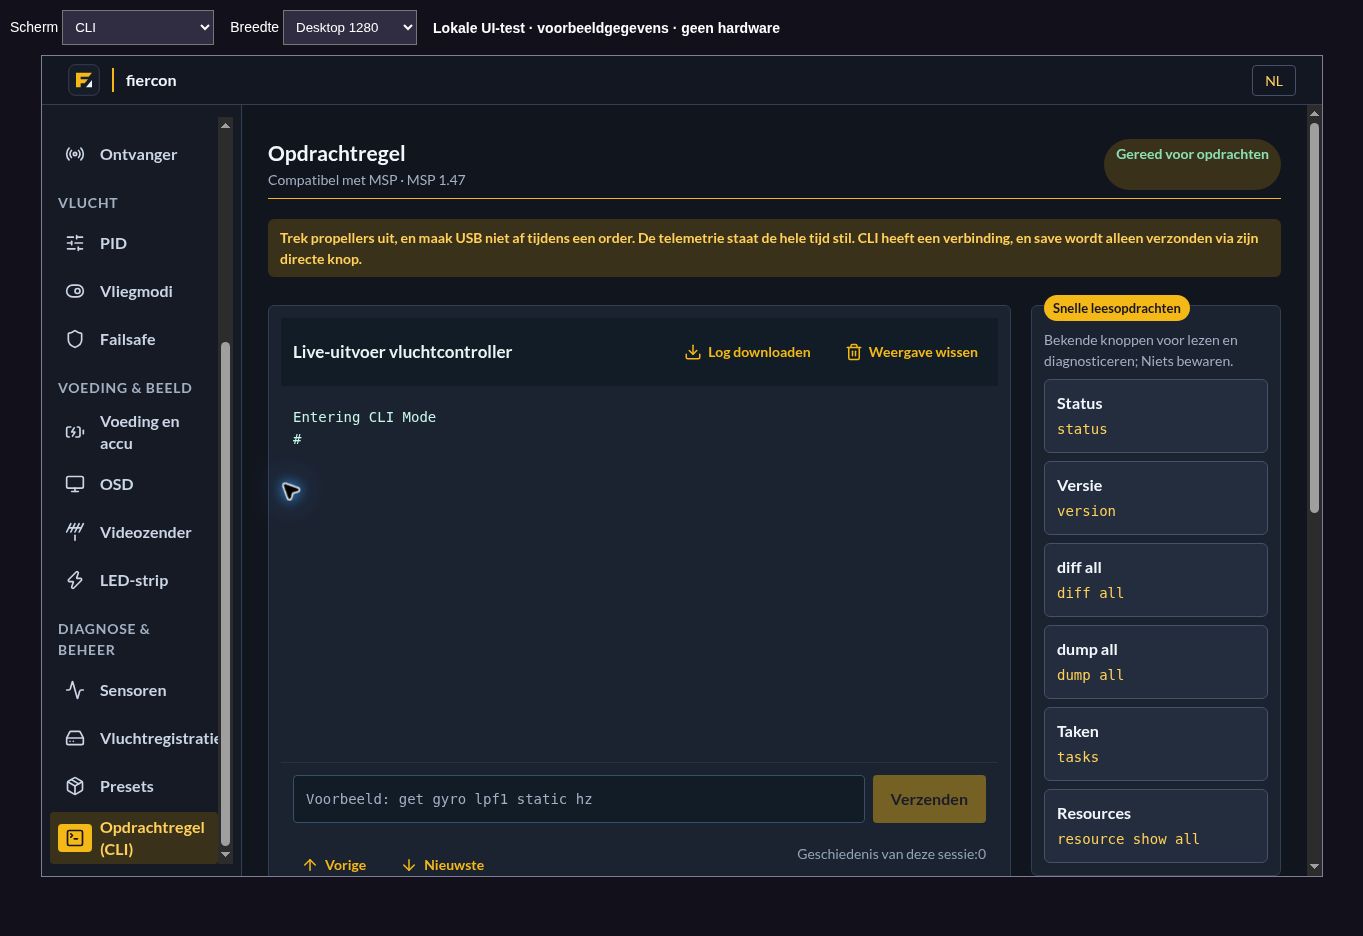 Scherm CLI Breedte Desktop 1280 Lokale UI-test · voorbeeldgegevens · geen hardware
fiercon
NL
Ontvanger
VLUCHT
PID
Vliegmodi
Failsafe
VOEDING & BEELD
Voeding en
accu
OSD
Videozender
LED-strip
DIAGNOSE &
BEHEER
Sensoren
Vluchtregistratie
Presets
Opdrachtregel
(CLI)
Opdrachtregel
Compatibel met MSP · MSP 1.47
Gereed voor opdrachten
Trek propellers uit, en maak USB niet af tijdens een order. De telemetrie staat de hele tijd stil. CLI heeft een verbinding, en save wordt alleen verzonden via zijn
directe knop.
Live-uitvoer vluchtcontroller
Log downloaden
Weergave wissen
Entering CLI Mode
#
Voorbeeld: get gyro lpf1 static hz
Verzenden
Vorige
Nieuwste
Geschiedenis van deze sessie:0
Snelle leesopdrachten
Bekende knoppen voor lezen en
diagnosticeren; Niets bewaren.
Status
status
Versie
version
diff all
diff all
dump all
dump all
Taken
tasks
Resources
resource show all